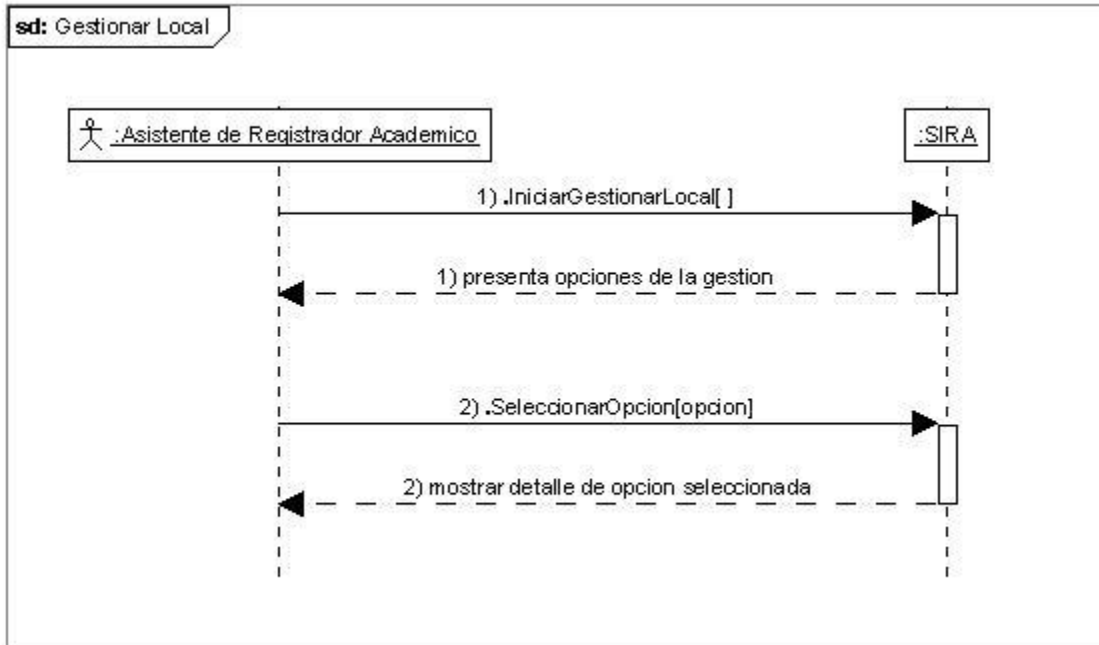 sd: Gestionar Local
:Asistente de Registrador Academico
:SIRA
1) .IniciarGestionarLocal[ ]
1) presenta opciones de la gestion
2) .SeleccionarOpcion[opcion]
2) mostrar detalle de opcion seleccionada